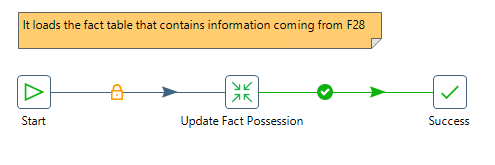 It loads the fact table that contains information coming from F28
Start
Update Fact Possession
Success